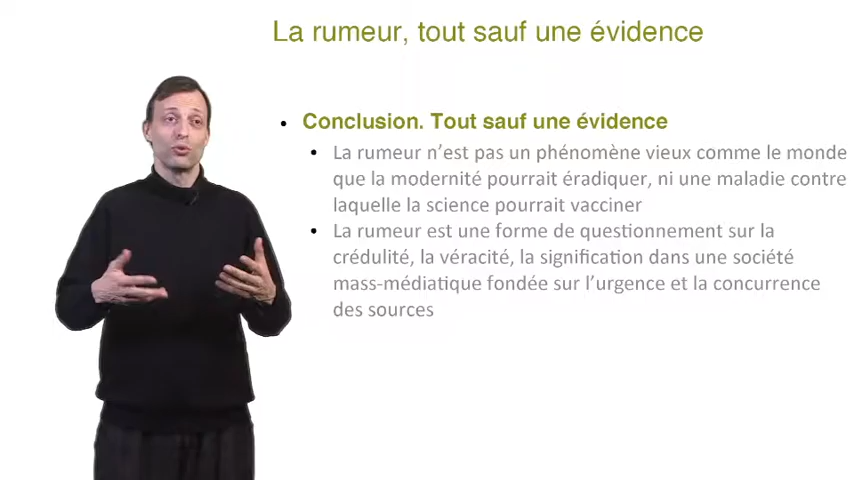 La rumeur, tout sauf une évidence
• Conclusion. Tout sauf une évidence
• La rumeur n'est pas un phénomène vieux comme le monde
que la modernité pourrait éradiquer, ni une maladie contre
laquelle la science pourrait vacciner
• La rumeur est une forme de questionnement sur la
crédulité, la véracité, la signification dans une société
mass-médiatique fondée sur l'urgence et la concurrence
des sources